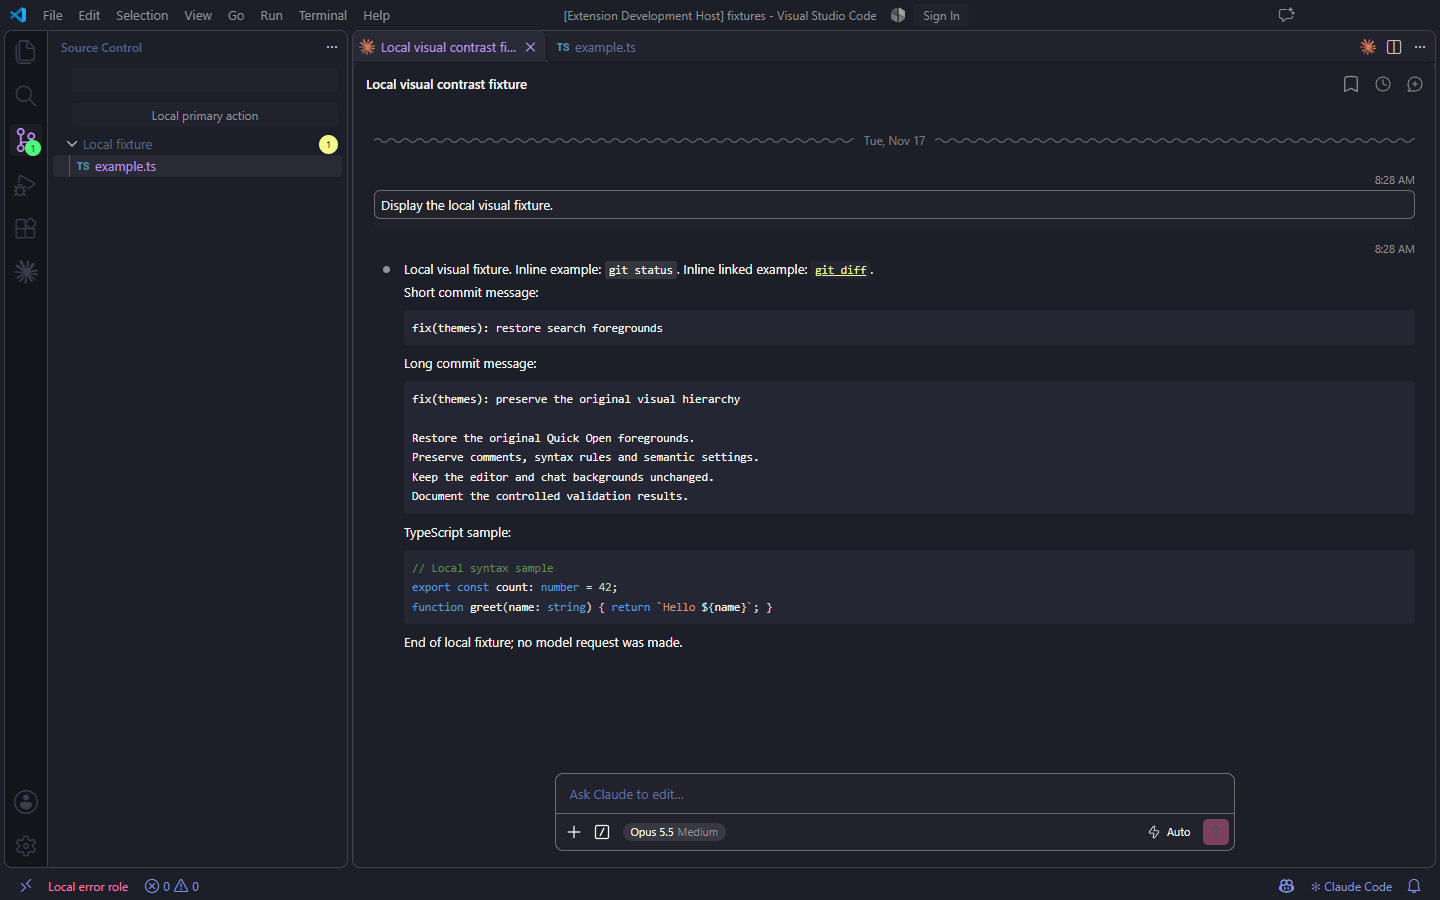 File Edit Selection View Go Run Terminal Help
[Extension Development Host] fixtures - Visual Studio Code
Sign In
Source Control
Local primary action
Local fixture 1
TS example.ts
1
Local visual contrast fi...
TS example.ts
Local visual contrast fixture
Tue, Nov 17
8:28 AM
Display the local visual fixture.
8:28 AM
Local visual fixture. Inline example: git status. Inline linked example: git diff.
Short commit message:
fix(themes): restore search foregrounds
Long commit message:
fix(themes): preserve the original visual hierarchy
Restore the original Quick Open foregrounds.
Preserve comments, syntax rules and semantic settings.
Keep the editor and chat backgrounds unchanged.
Document the controlled validation results.
TypeScript sample:
// Local syntax sample
export const count: number = 42;
function greet(name: string) { return `Hello ${name}`; }
End of local fixture; no model request was made.
Ask Claude to edit...
Opus 5.5 Medium
Auto
Local error role
0 0
Claude Code